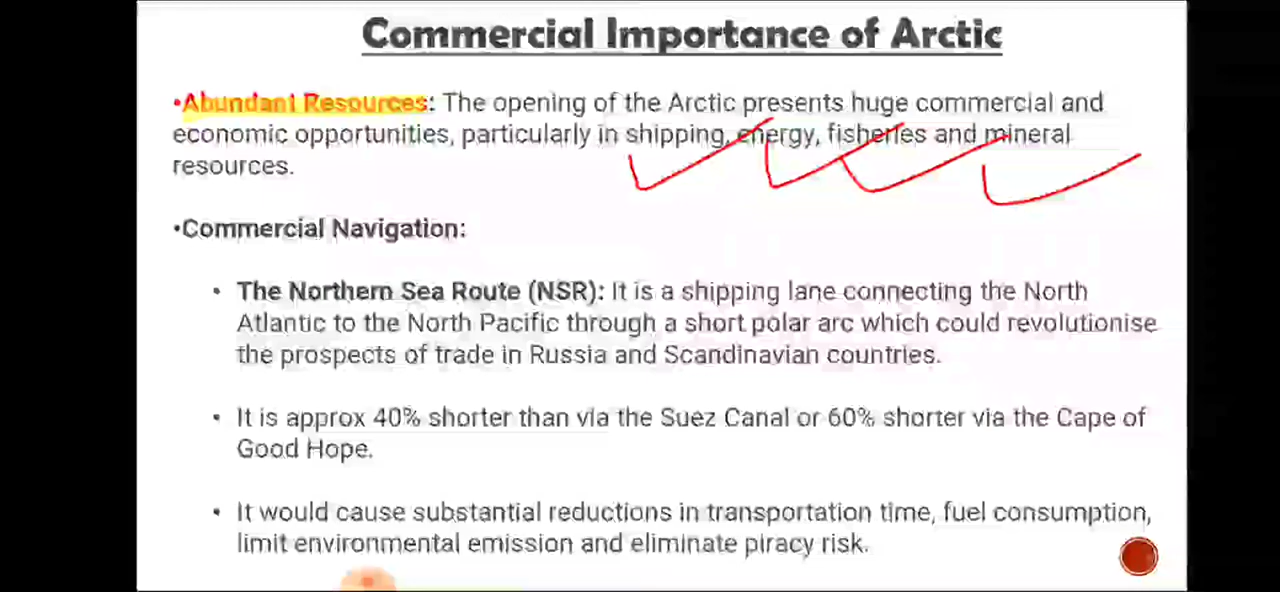 Commercial Importance of Arctic
•Abundant Resources: The opening of the Arctic presents huge commercial and
economic opportunities, particularly in shipping, energy, fisheries and mineral
resources.
•Commercial Navigation:
• The Northern Sea Route (NSR): It is a shipping lane connecting the North
Atlantic to the North Pacific through a short polar arc which could revolutionise
the prospects of trade in Russia and Scandinavian countries.
• It is approx 40% shorter than via the Suez Canal or 60% shorter via the Cape of
Good Hope.
• It would cause substantial reductions in transportation time, fuel consumption,
limit environmental emission and eliminate piracy risk.